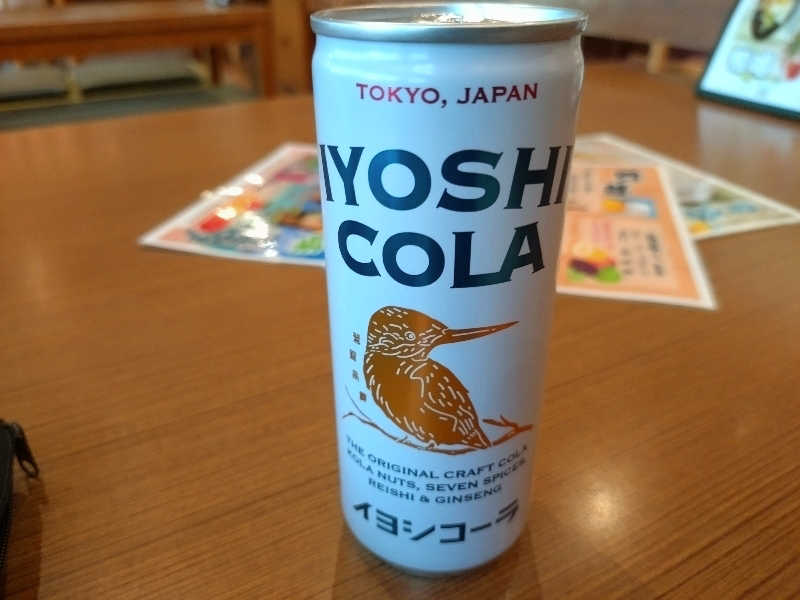 TOKYO, JAPAN
IYOSHI
COLA
THE ORIGINAL CRAFT COLA
KOLA NUTS, SEVEN SPICES,
REISHI & GINSENG
イヨシコーラ